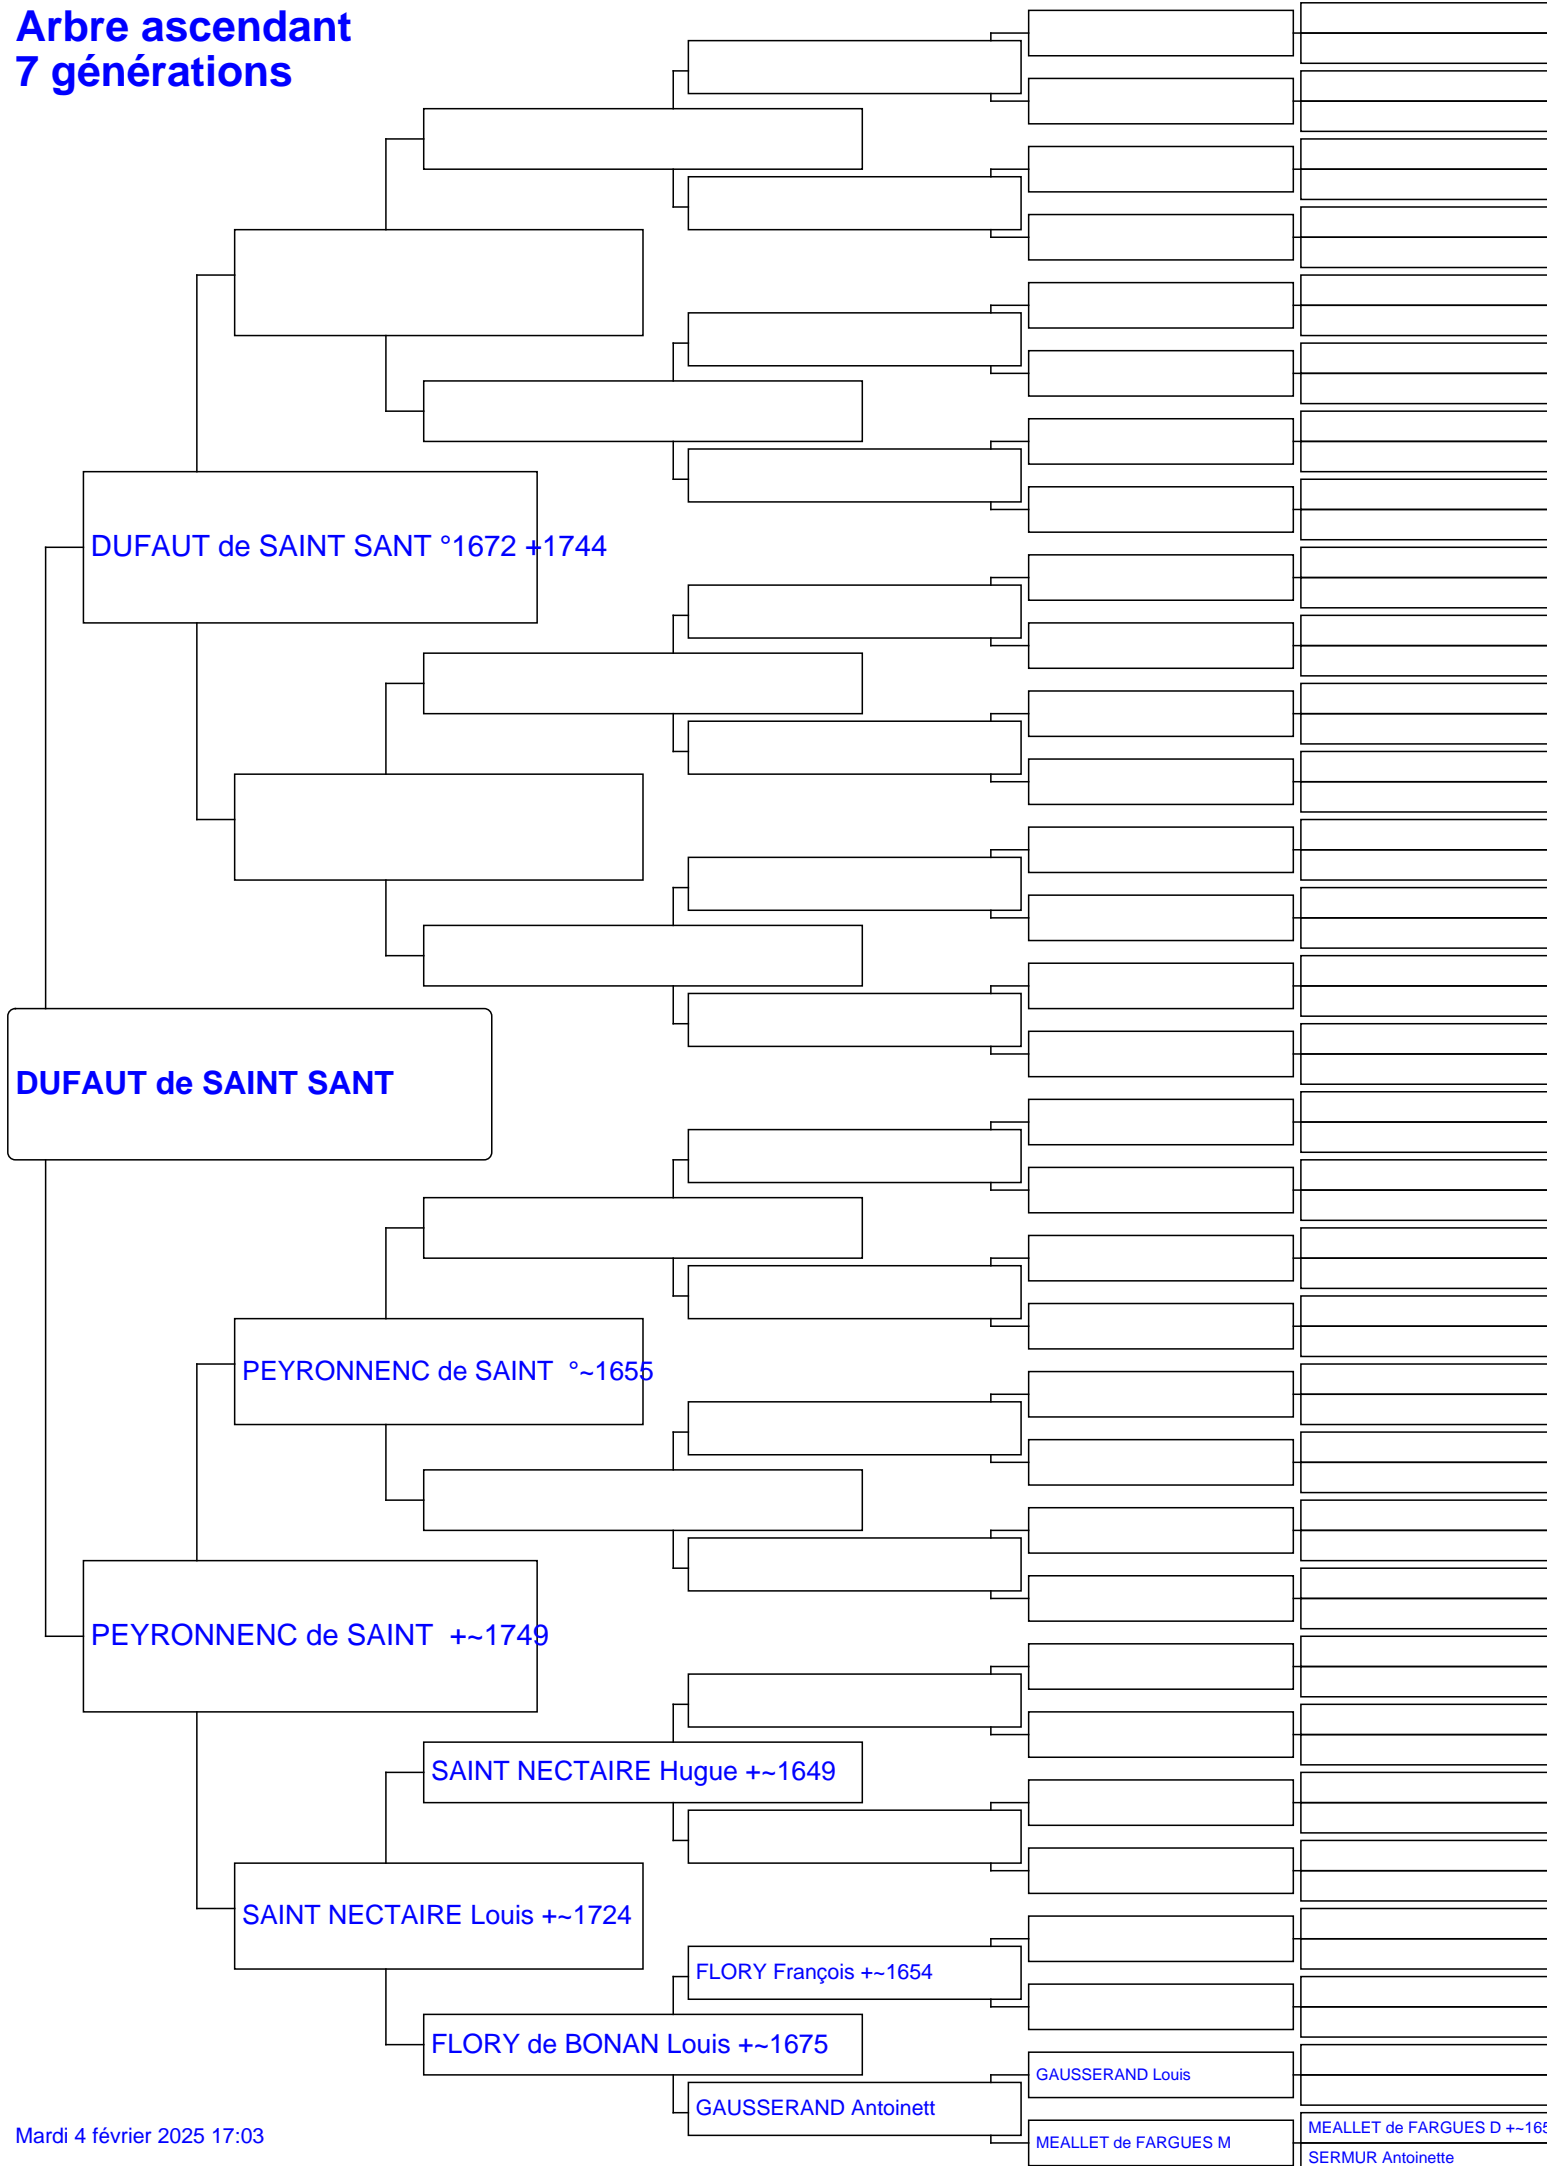 Arbre ascendant
7 générations
DUFAUT de SAINT SANT °1672 +1744
DUFAUT de SAINT SANT
PEYRONNENC de SAINT  °~1655
PEYRONNENC de SAINT  +~1749
SAINT NECTAIRE Hugue +~1649
SAINT NECTAIRE Louis +~1724
FLORY François +~1654
FLORY de BONAN Louis +~1675
GAUSSERAND Louis
GAUSSERAND Antoinett
MEALLET de FARGUES D +~165
MEALLET de FARGUES M
SERMUR Antoinette
Mardi 4 février 2025 17:03